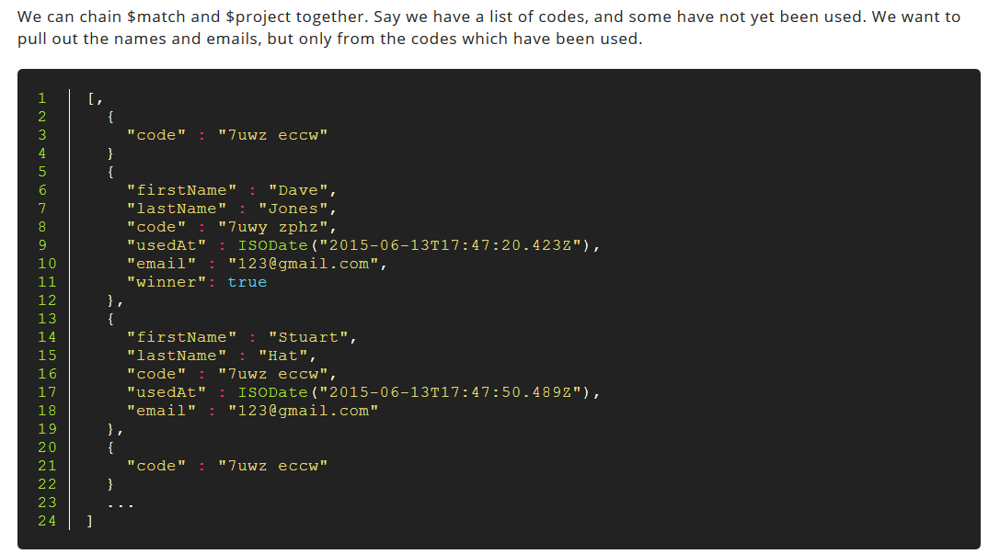 We can chain $match and $project together. Say we have a list of codes, and some have not yet been used. We want to
pull out the names and emails, but only from the codes which have been used.
1 [,
2 {
3 "code" : "7uwz eccw"
4 }
5 {
6 "firstName" : "Dave",
7 "lastName" : "Jones",
8 "code" : "7uwy zphz",
9 "usedAt" : ISODate("2015-06-13T17:47:20.423Z"),
10 "email" : "123@gmail.com",
11 "winner": true
12 },
13 {
14 "firstName" : "Stuart",
15 "lastName" : "Hat",
16 "code" : "7uwz eccw",
17 "usedAt" : ISODate("2015-06-13T17:47:50.489Z"),
18 "email" : "123@gmail.com"
19 },
20 {
21 "code" : "7uwz eccw"
22 }
23 ...
24 ]